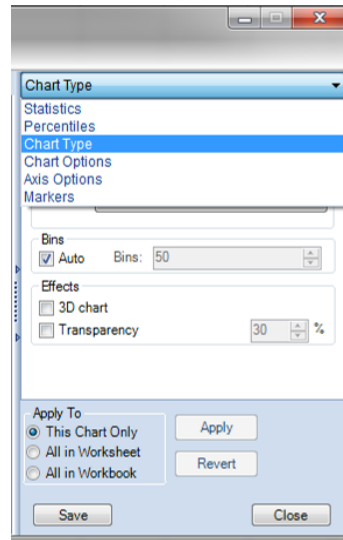 Chart Type
Statistics
Percentiles
Chart Type
Chart Options
Axis Options
Markers
Bins
Auto Bins: 50
Effects
3D chart
Transparency 30 %
Apply To
This Chart Only
All in Worksheet
All in Workbook
Apply
Revert
Save Close